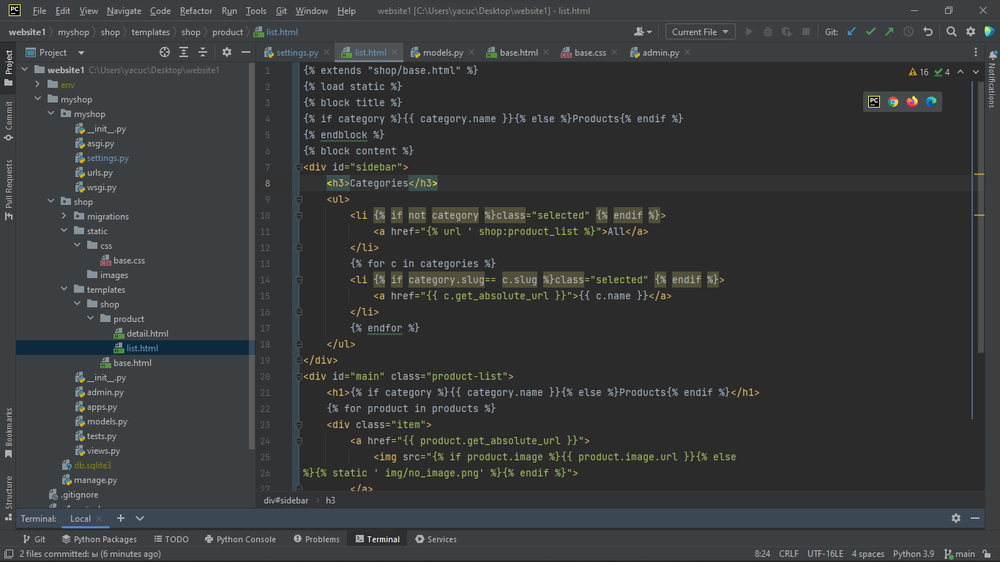 PC File Edit View Navigate Code Refactor Run Tools Git Window Help website1 [C:\Users\yacuc\Desktop\website1] - list.html
website1 myshop shop templates shop product list.html Current File Git:
Project settings.py list.html models.py base.html base.css admin.py
Project
Commit
Pull Requests
Bookmarks
Structure
Notifications
website1 C:\Users\yacuc\Desktop\website1
env
myshop
myshop
__init__.py
asgi.py
settings.py
urls.py
wsgi.py
shop
migrations
static
css
base.css
images
templates
shop
product
detail.html
list.html
base.html
__init__.py
admin.py
apps.py
models.py
tests.py
views.py
db.sqlite3
manage.py
.gitignore
16 4
PC
1 {% extends "shop/base.html" %}
2 {% load static %}
3 {% block title %}
4 {% if category %}{{ category.name }}{% else %}Products{% endif %}
5 {% endblock %}
6 {% block content %}
7 <div id="sidebar">
8 <h3>Categories</h3>
9 <ul>
10 <li {% if not category %}class="selected" {% endif %}>
11 <a href="{% url ' shop:product_list %}">All</a>
12 </li>
13 {% for c in categories %}
14 <li {% if category.slug== c.slug %}class="selected" {% endif %}>
15 <a href="{{ c.get_absolute_url }}">{{ c.name }}</a>
16 </li>
17 {% endfor %}
18 </ul>
19 </div>
20 <div id="main" class="product-list">
21 <h1>{% if category %}{{ category.name }}{% else %}Products{% endif %}</h1>
22 {% for product in products %}
23 <div class="item">
24 <a href="{{ product.get_absolute_url }}">
25 <img src="{% if product.image %}{{ product.image.url }}{% else
26 %}{% static ' img/no_image.png' %}{% endif %}">
27 </a>
div#sidebar h3
Terminal: Local
Git Python Packages TODO Python Console Problems Terminal Services
2 files committed: ы (6 minutes ago) 8:24 CRLF UTF-16LE 4 spaces Python 3.9 main